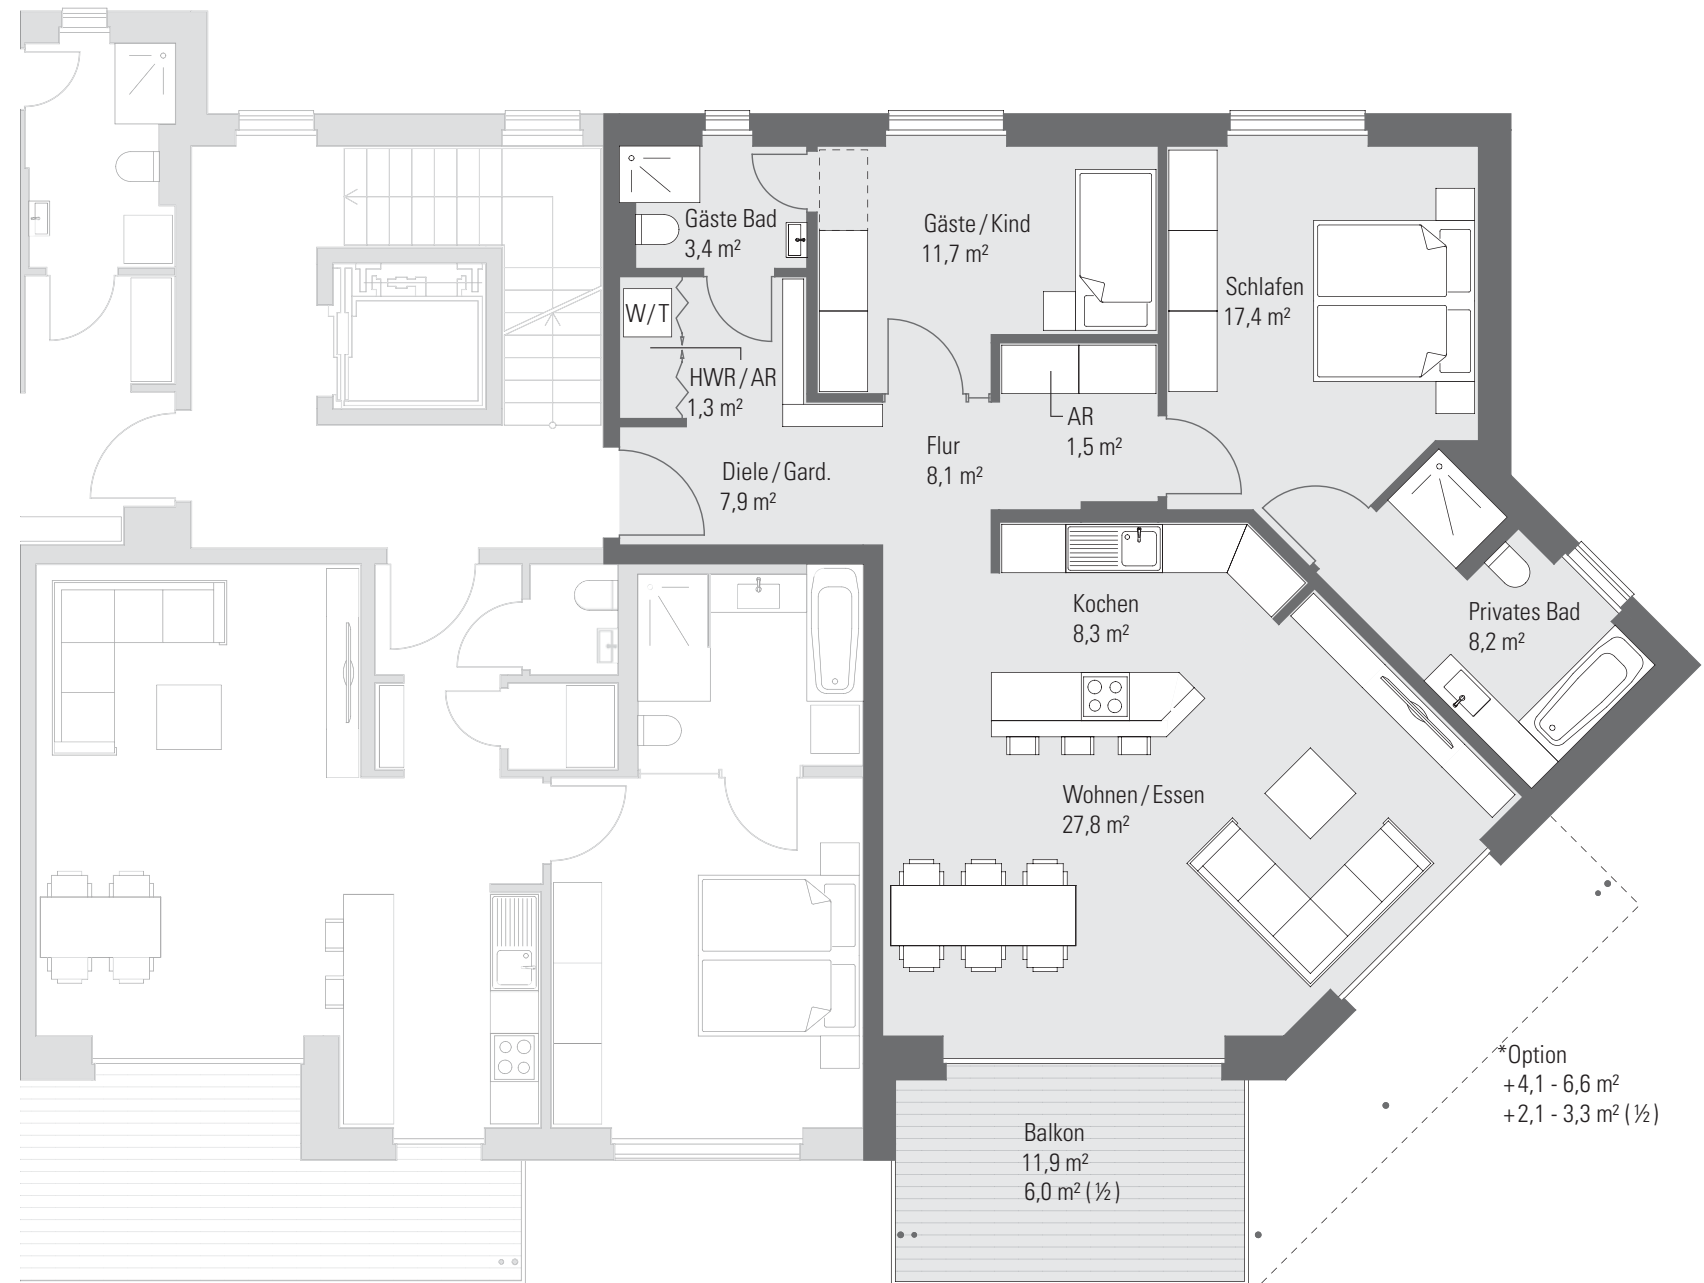 Gäste Bad
3,4 m²
Gäste / Kind
11,7 m²
Schlafen
17,4 m²
W/T
HWR / AR
1,3 m²
AR
1,5 m²
Flur
8,1 m²
Diele / Gard.
7,9 m²
Kochen
8,3 m²
Privates Bad
8,2 m²
Wohnen / Essen
27,8 m²
*Option
+4,1 - 6,6 m²
+2,1 - 3,3 m² (½)
Balkon
11,9 m²
6,0 m² (½)